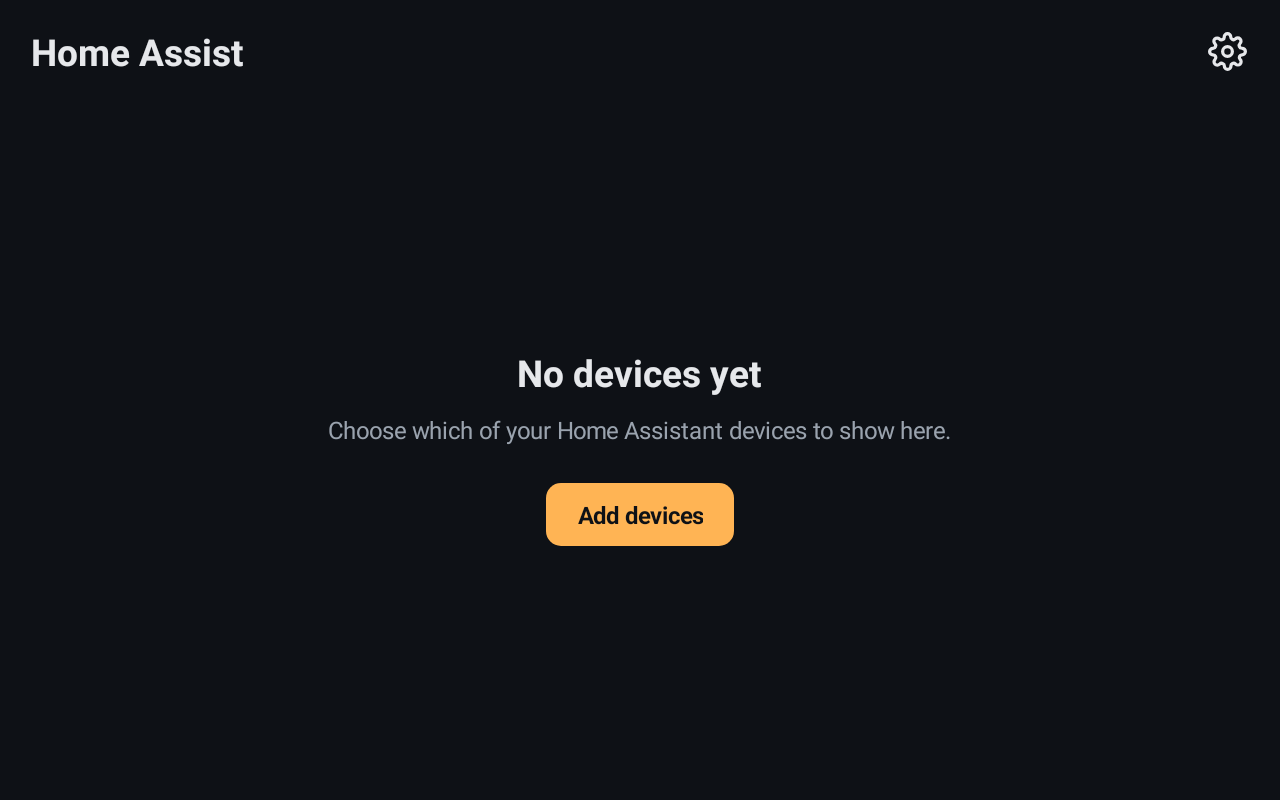 Home Assist
No devices yet
Choose which of your Home Assistant devices to show here.
Add devices